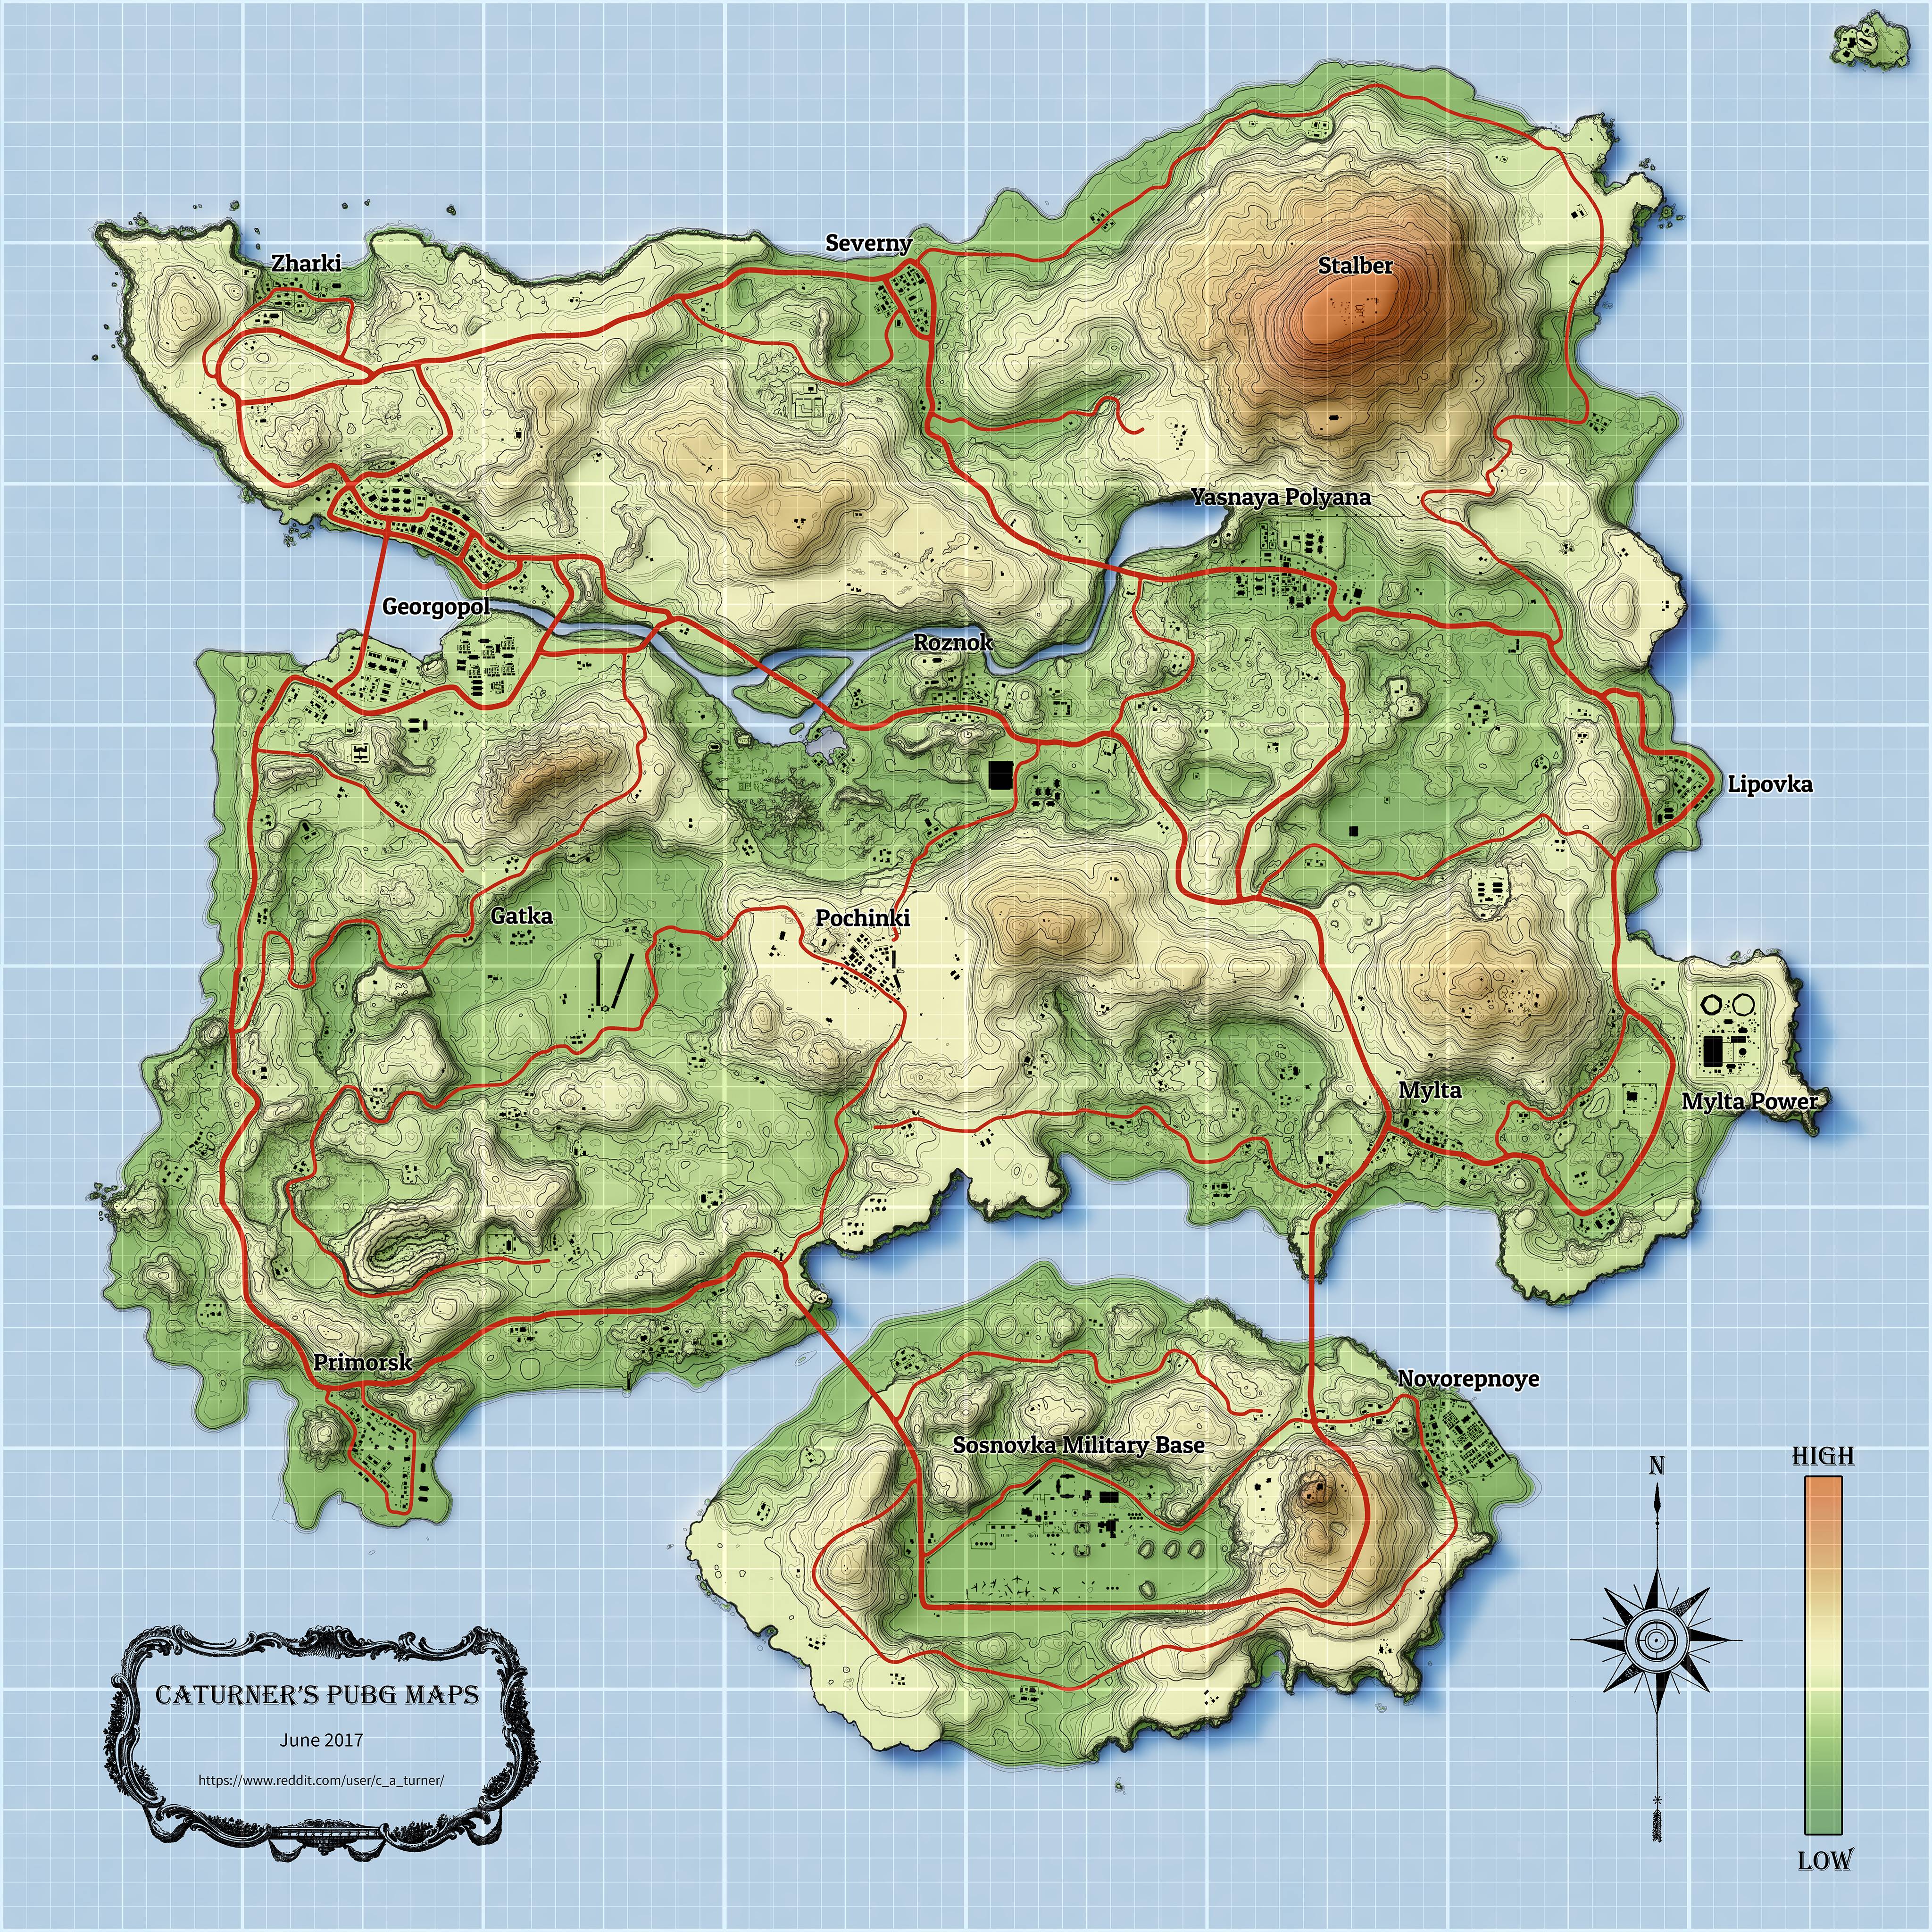 Zharki
Severny
Stalber
Yasnaya Polyana
Georgopol
Roznok
Lipovka
Gatka
Pochinki
Mylta
Mylta Power
Primorsk
Novorepnoye
Sosnovka Military Base
N
HIGH
LOW
CATURNER'S PUBG MAPS
June 2017
https://www.reddit.com/user/c_a_turner/